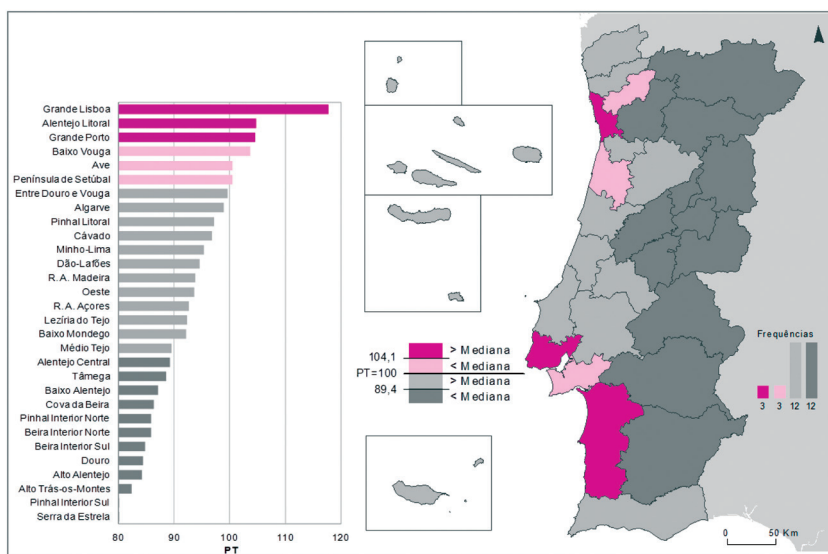 Grande Lisboa
Alentejo Litoral
Grande Porto
Baixo Vouga
Ave
Península de Setúbal
Entre Douro e Vouga
Algarve
Pinhal Litoral
Cávado
Minho-Lima
Dão-Lafões
R. A. Madeira
Oeste
R. A. Açores
Lezíria do Tejo
Baixo Mondego
Médio Tejo
Alentejo Central
Tâmega
Baixo Alentejo
Cova da Beira
Pinhal Interior Norte
Beira Interior Norte
Beira Interior Sul
Douro
Alto Alentejo
Alto Trás-os-Montes
Pinhal Interior Sul
Serra da Estrela
80 90 100 110 120
PT
> Mediana
104,1
< Mediana
PT=100
> Mediana
89,4
< Mediana
Frequências
3 3 12 12
0 50 Km